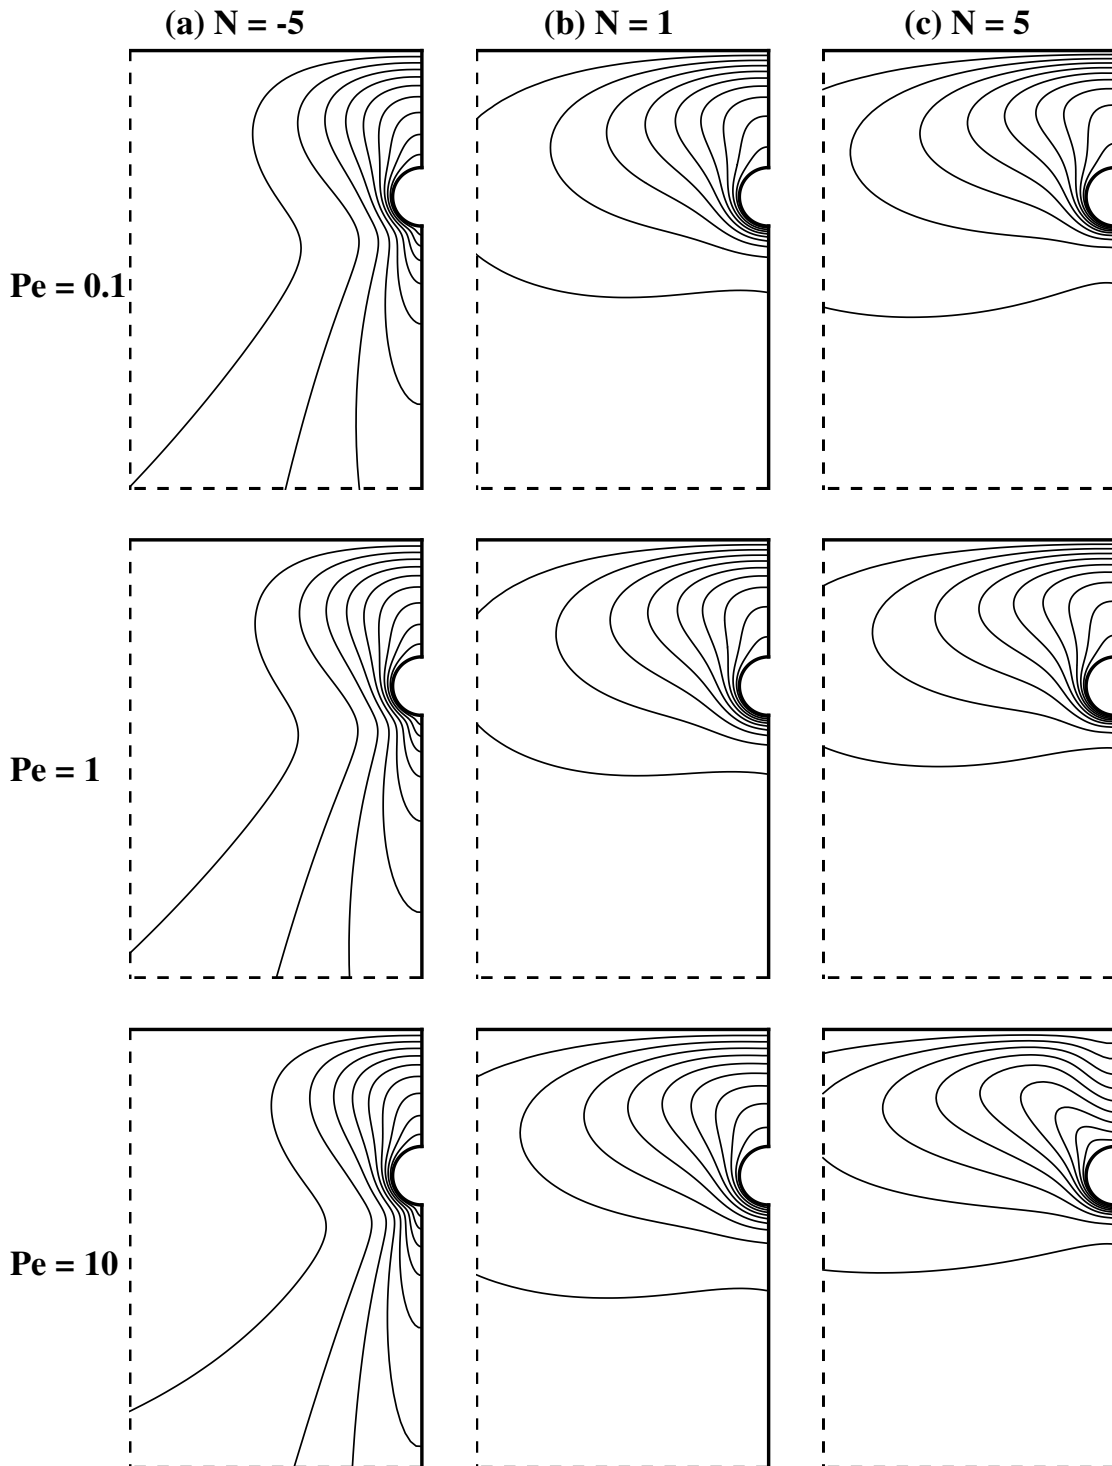 (a) N = -5
(b) N = 1
(c) N = 5
Pe = 0.1
Pe = 1
Pe = 10